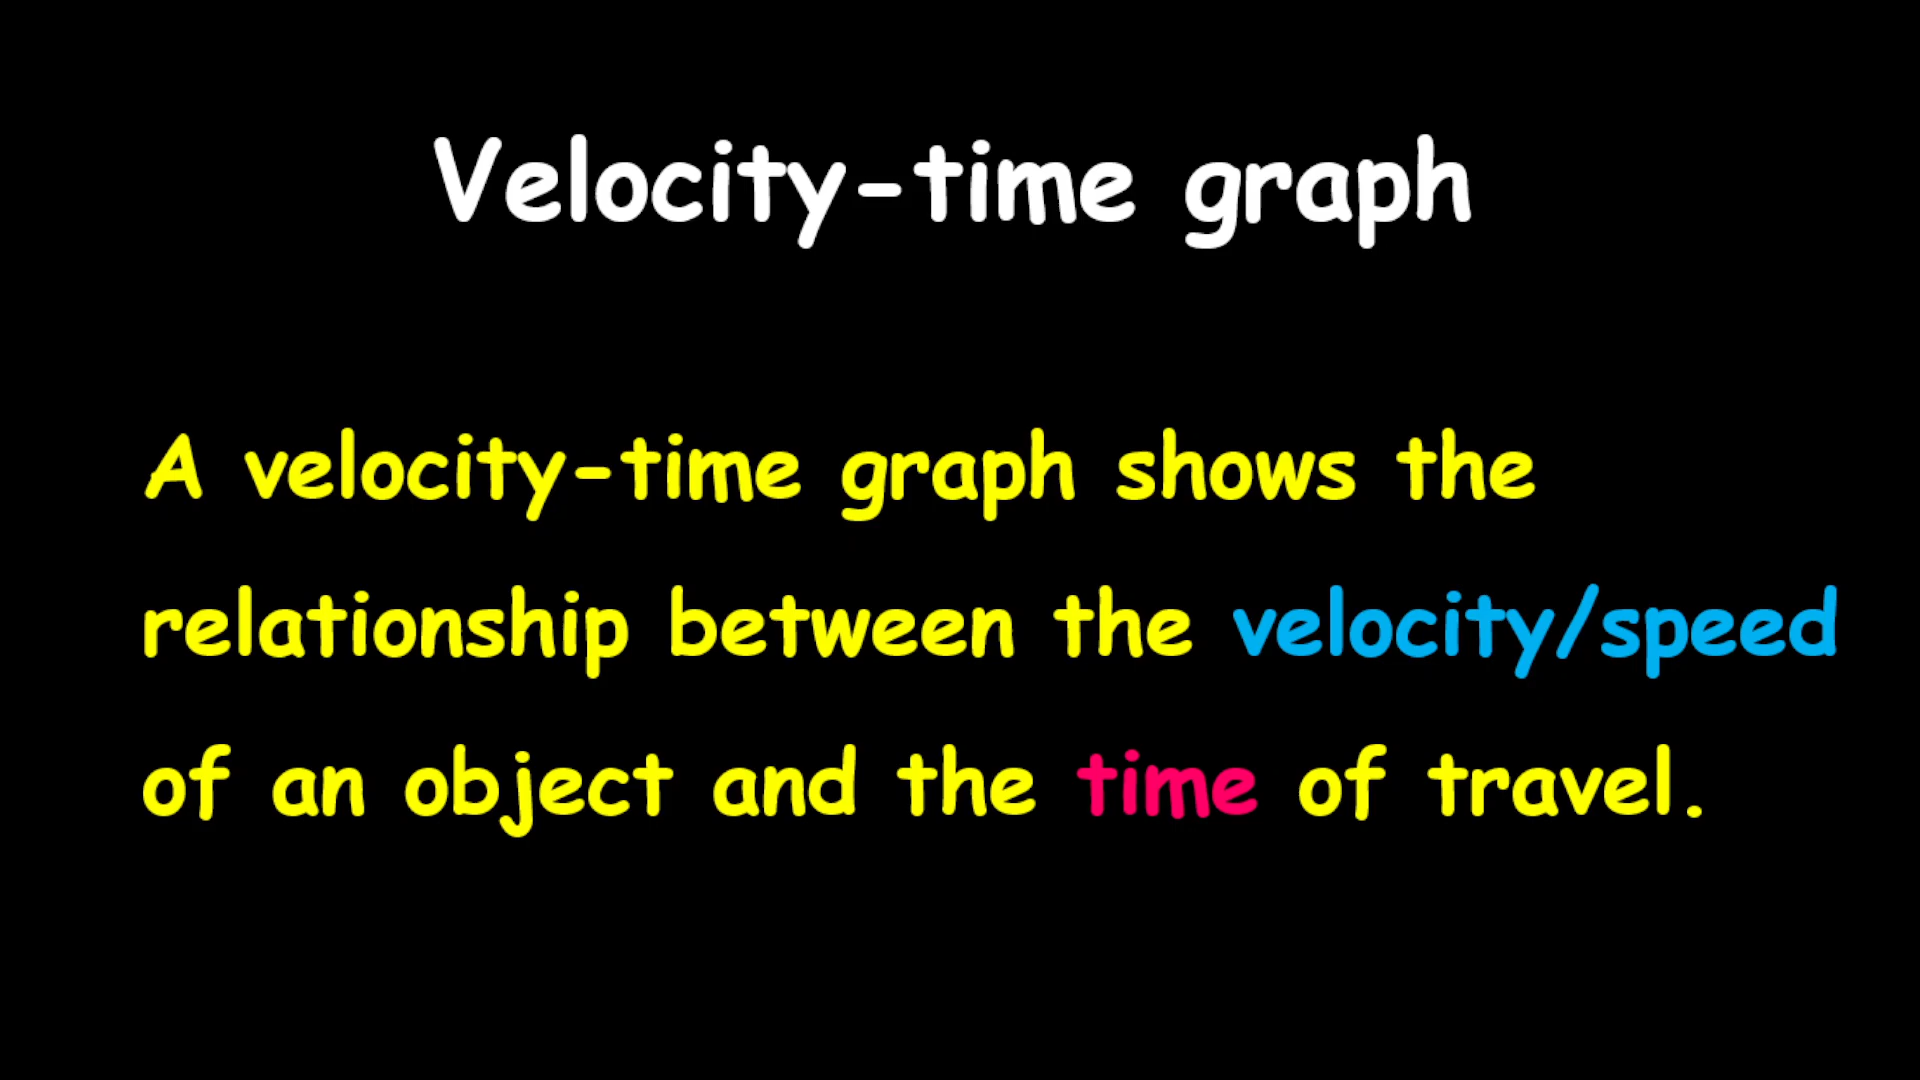 Velocity-time graph
A velocity-time graph shows the
relationship between the velocity/speed
of an object and the time of travel.